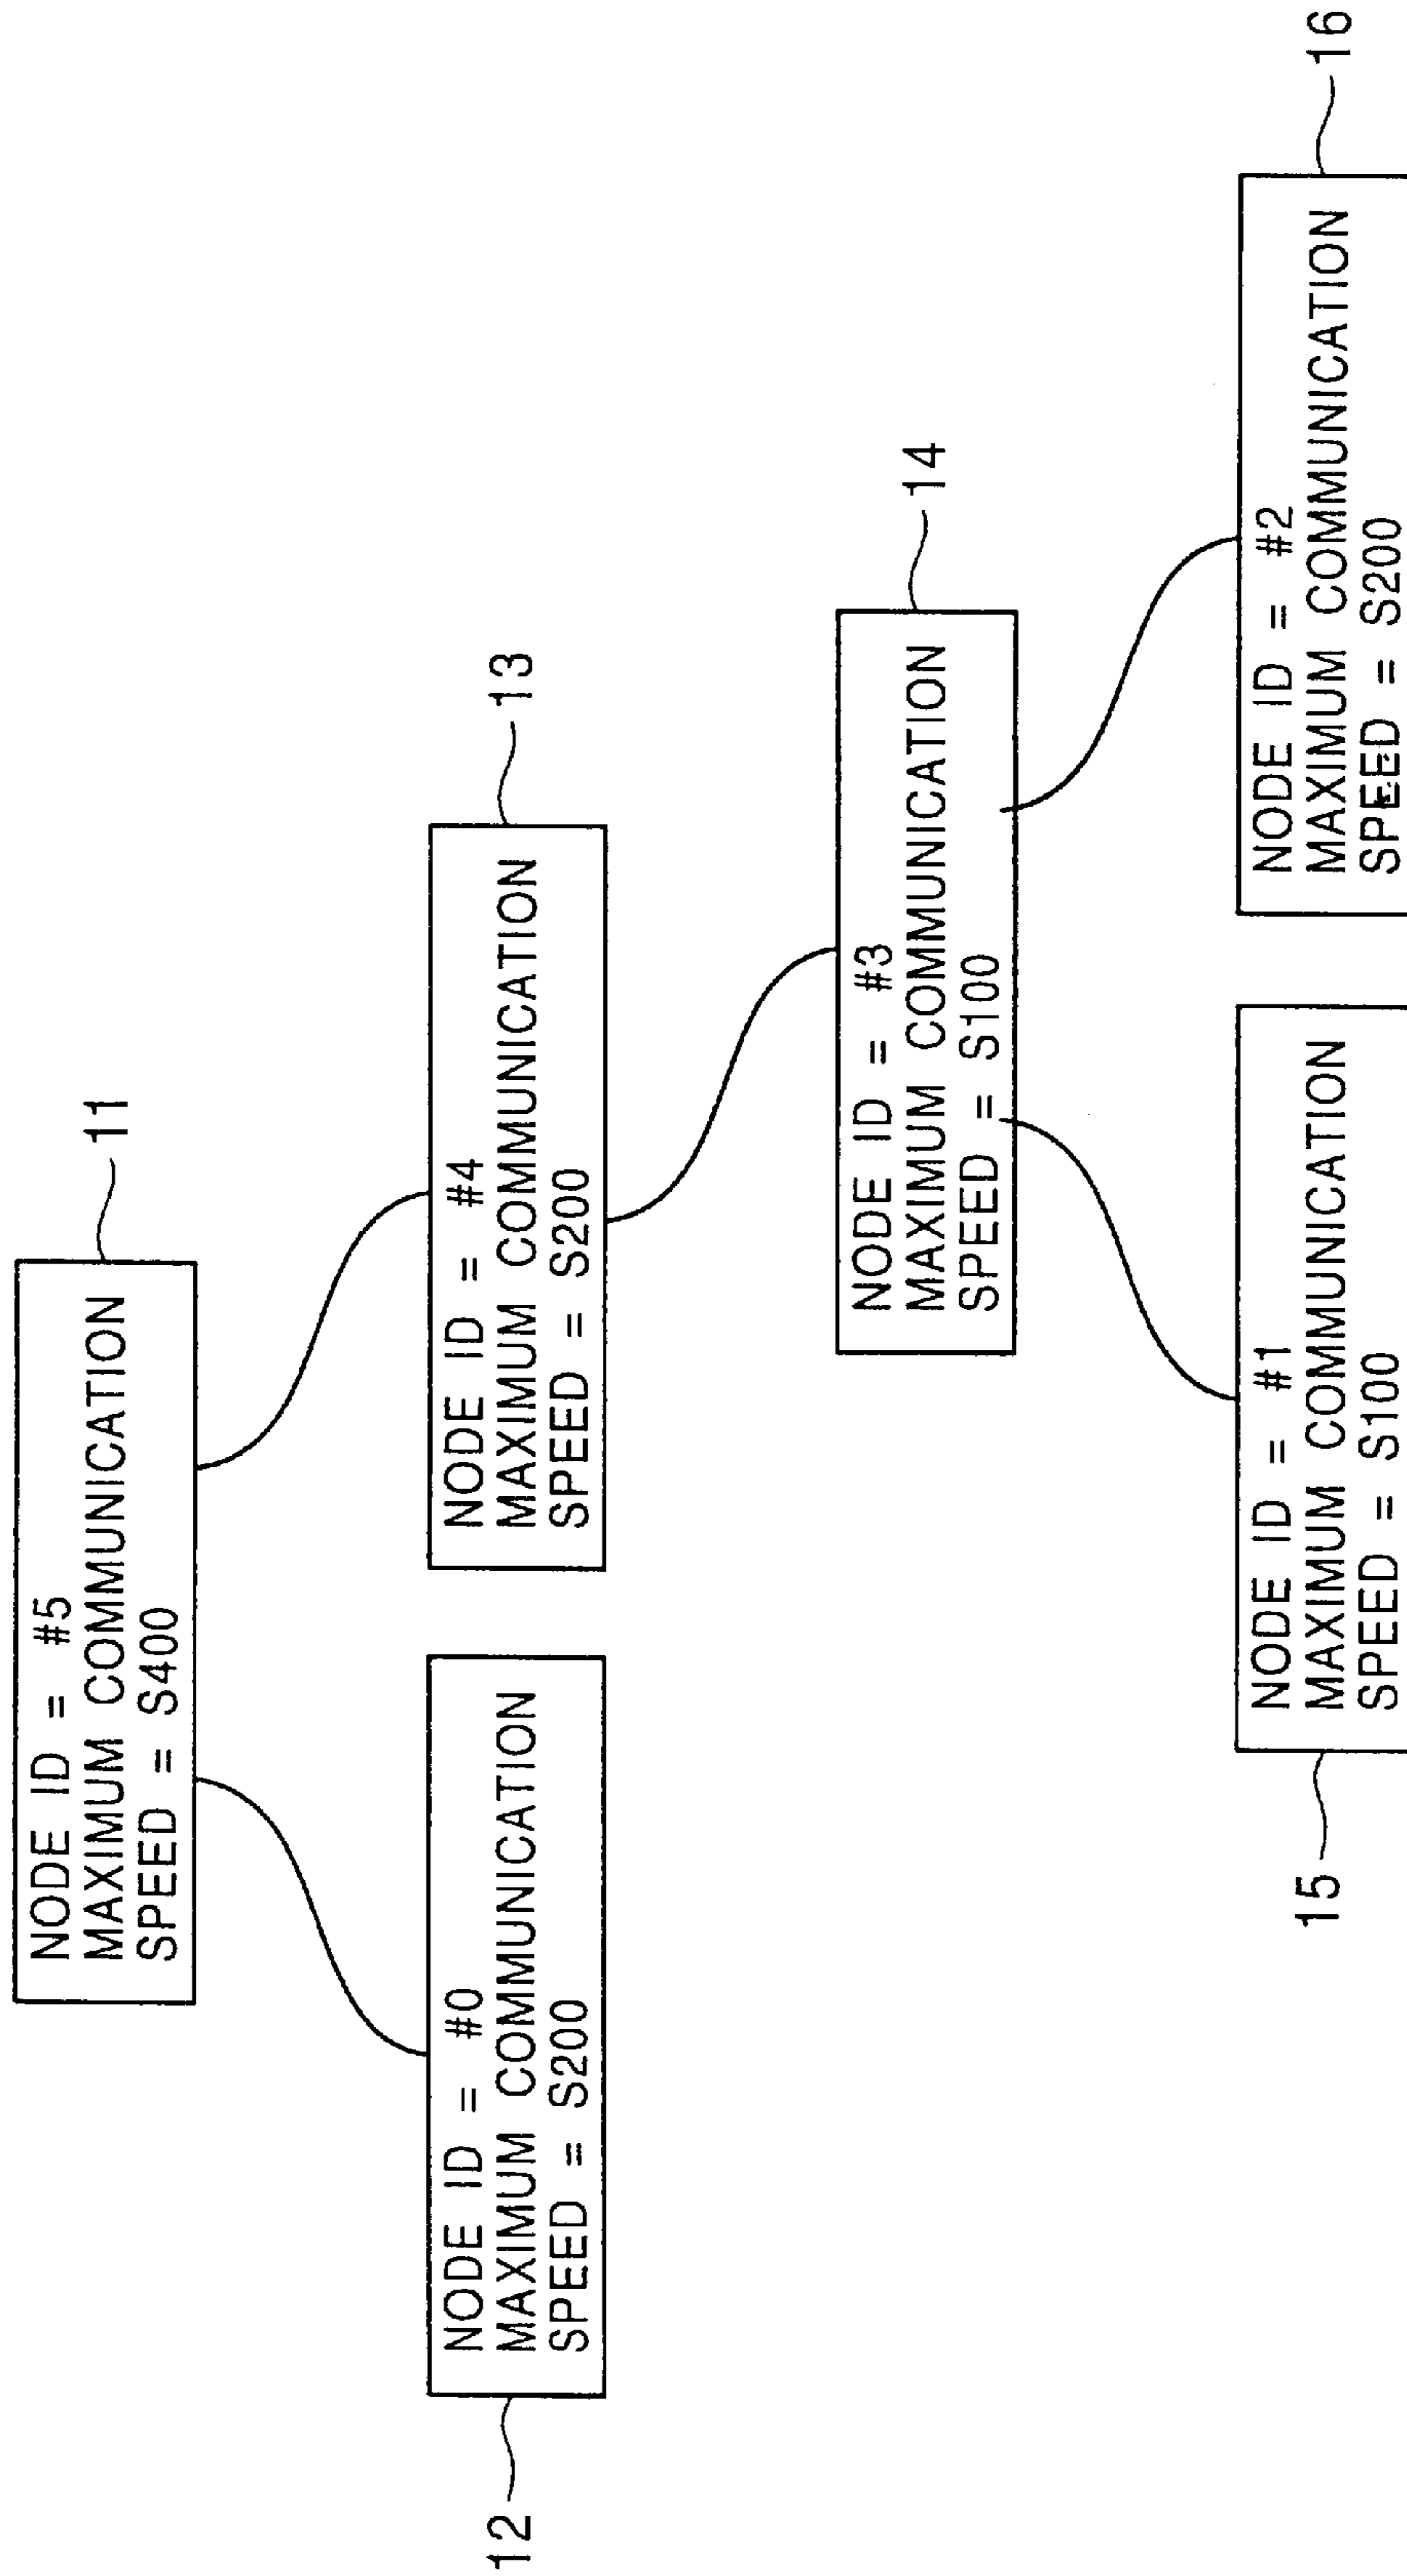 11
NODE ID = #5
MAXIMUM COMMUNICATION
SPEED = S400
12
NODE ID = #0
MAXIMUM COMMUNICATION
SPEED = S200
13
NODE ID = #4
MAXIMUM COMMUNICATION
SPEED = S200
14
NODE ID = #3
MAXIMUM COMMUNICATION
SPEED = S100
15
NODE ID = #1
MAXIMUM COMMUNICATION
SPEED = S100
16
NODE ID = #2
MAXIMUM COMMUNICATION
SPEED = S200